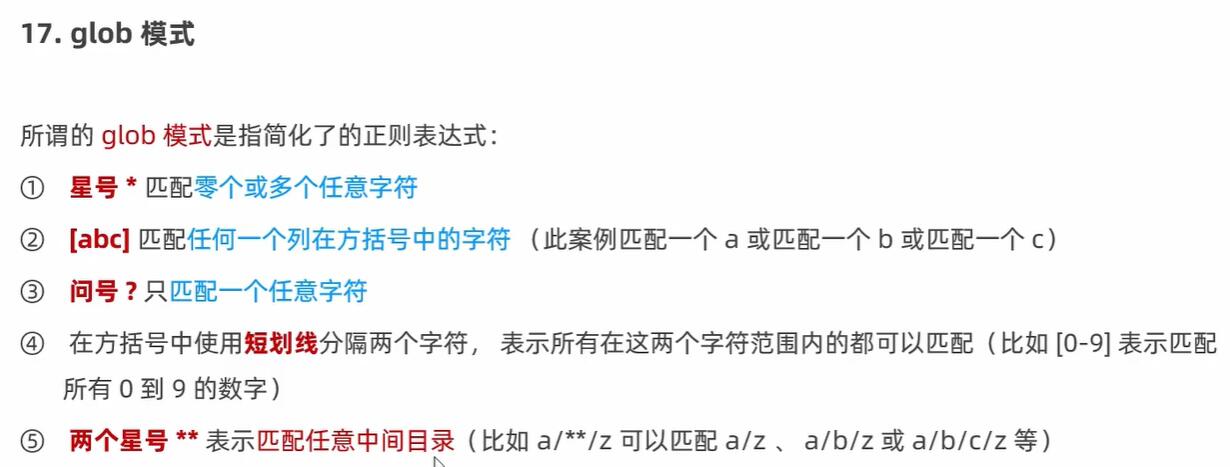 17. glob 模式
所谓的 glob 模式是指简化了的正则表达式：
① 星号 * 匹配零个或多个任意字符
② [abc] 匹配任何一个列在方括号中的字符 （此案例匹配一个 a 或匹配一个 b 或匹配一个 c）
③ 问号 ? 只匹配一个任意字符
④ 在方括号中使用短划线分隔两个字符， 表示所有在这两个字符范围内的都可以匹配（比如 [0-9] 表示匹配
所有 0 到 9 的数字）
⑤ 两个星号 ** 表示匹配任意中间目录（比如 a/**/z 可以匹配 a/z 、 a/b/z 或 a/b/c/z 等）